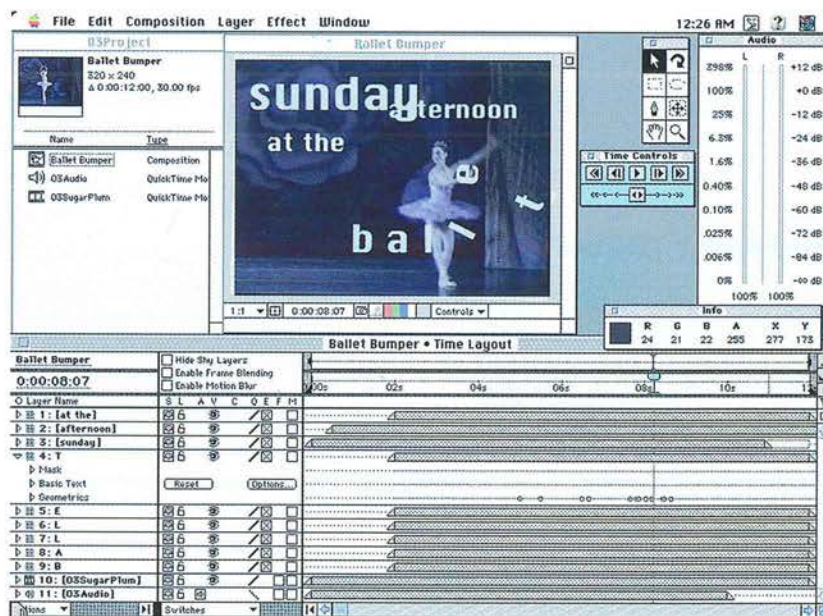 File Edit Composition Layer Effect Window 12:26 AM
03Project
Ballet Bumper
320 x 240
Δ 0:00:12:00, 30.00 fps
Name Type
Ballet Bumper Composition
03Audio QuickTime Mo
03SugarPlum QuickTime Mo
Ballet Bumper
sunday
afternoon
at the
b a l l e t
1:1 0:00:08:07 Controls
Time Controls
Audio
L R
398% +12 dB
100% +0 dB
25% -12 dB
6.3% -24 dB
1.6% -36 dB
0.40% -48 dB
0.10% -60 dB
.025% -72 dB
.006% -84 dB
0% -∞ dB
100% 100%
Info
R G B A X Y
24 21 22 255 277 173
Ballet Bumper • Time Layout
Ballet Bumper
0:00:08:07
Hide Shy Layers
Enable Frame Blending
Enable Motion Blur
:00s 02s 04s 06s 08s 10s
Layer Name S L A V C Q E F M
1: [at the]
2: [afternoon]
3: [sunday]
4: T
Mask
Basic Text Reset Options...
Geometrics
5: E
6: L
7: L
8: A
9: B
10: [03SugarPlum]
11: [03Audio]
Switches